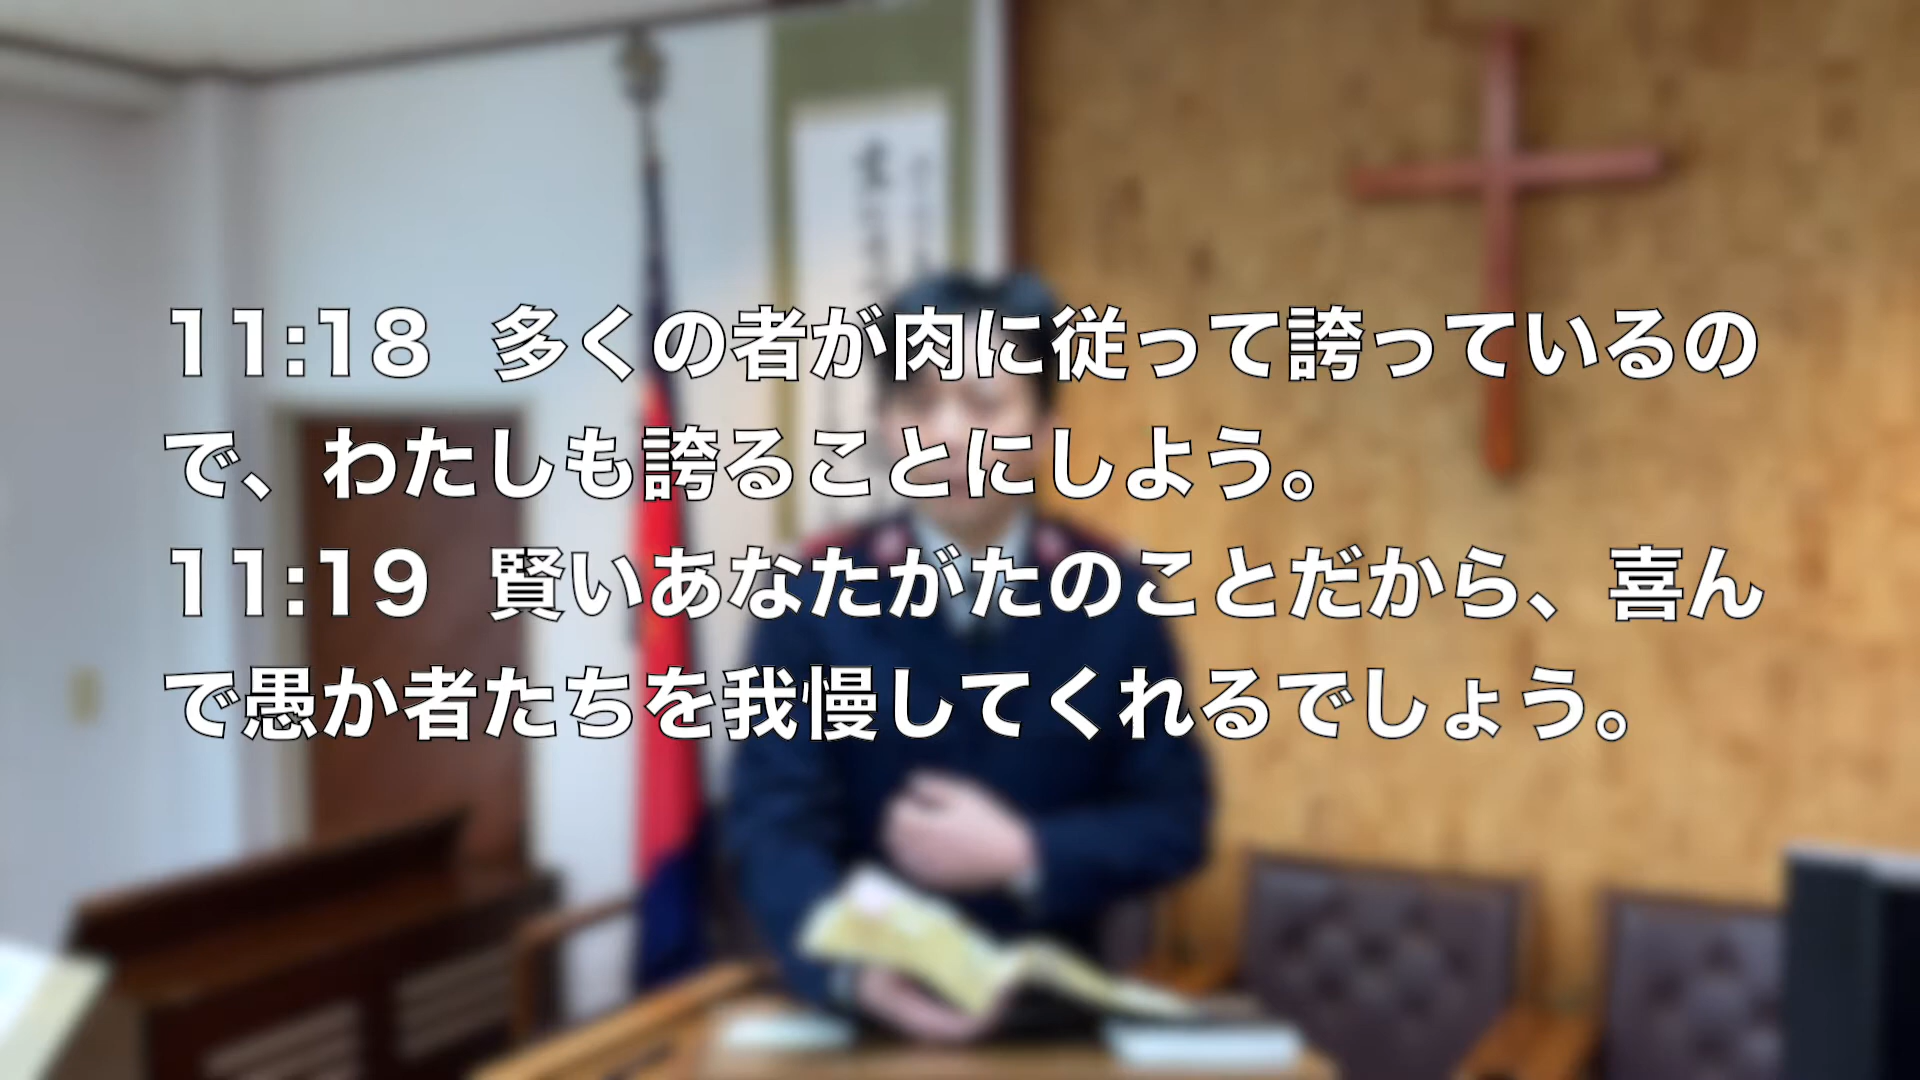 11:18 多くの者が肉に従って誇っているの
で、わたしも誇ることにしよう。
11:19 賢いあなたがたのことだから、喜ん
で愚か者たちを我慢してくれるでしょう。